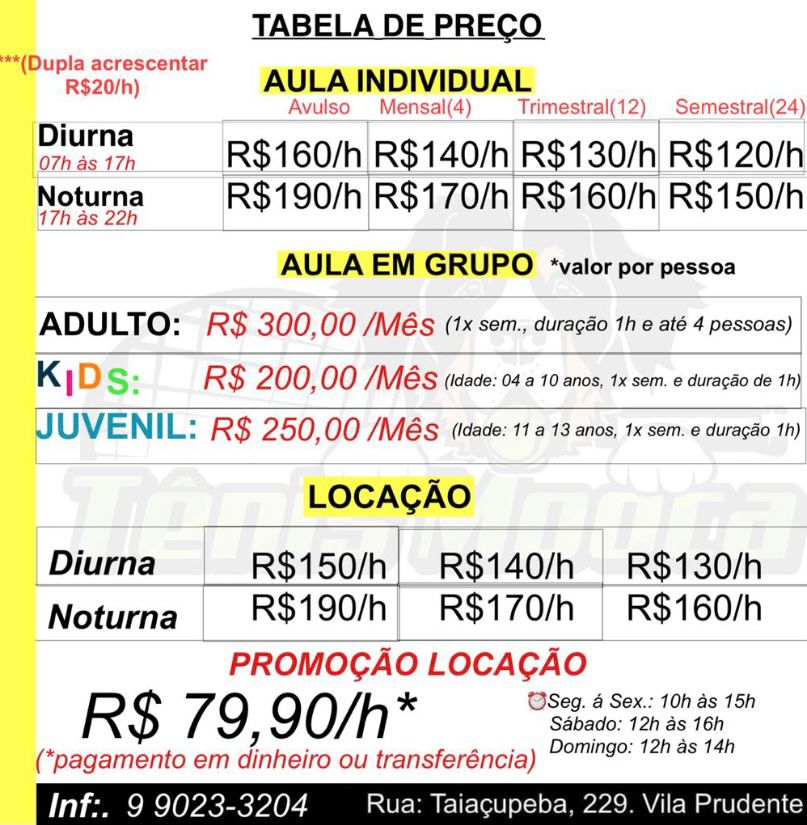 TABELA DE PREÇO
***(Dupla acrescentar
R$20/h)
AULA INDIVIDUAL
Avulso Mensal(4) Trimestral(12) Semestral(24)
Diurna
07h às 17h
R$160/h R$140/h R$130/h R$120/h
Noturna
17h às 22h
R$190/h R$170/h R$160/h R$150/h
AULA EM GRUPO *valor por pessoa
ADULTO: R$ 300,00 /Mês (1x sem., duração 1h e até 4 pessoas)
KIDS: R$ 200,00 /Mês (Idade: 04 a 10 anos, 1x sem. e duração de 1h)
JUVENIL: R$ 250,00 /Mês (Idade: 11 a 13 anos, 1x sem. e duração 1h)
TênisMooca
LOCAÇÃO
Diurna R$150/h R$140/h R$130/h
Noturna R$190/h R$170/h R$160/h
PROMOÇÃO LOCAÇÃO
R$ 79,90/h*
(*pagamento em dinheiro ou transferência)
⏰Seg. á Sex.: 10h às 15h
Sábado: 12h às 16h
Domingo: 12h às 14h
Inf:. 9 9023-3204 Rua: Taiaçupeba, 229. Vila Prudente